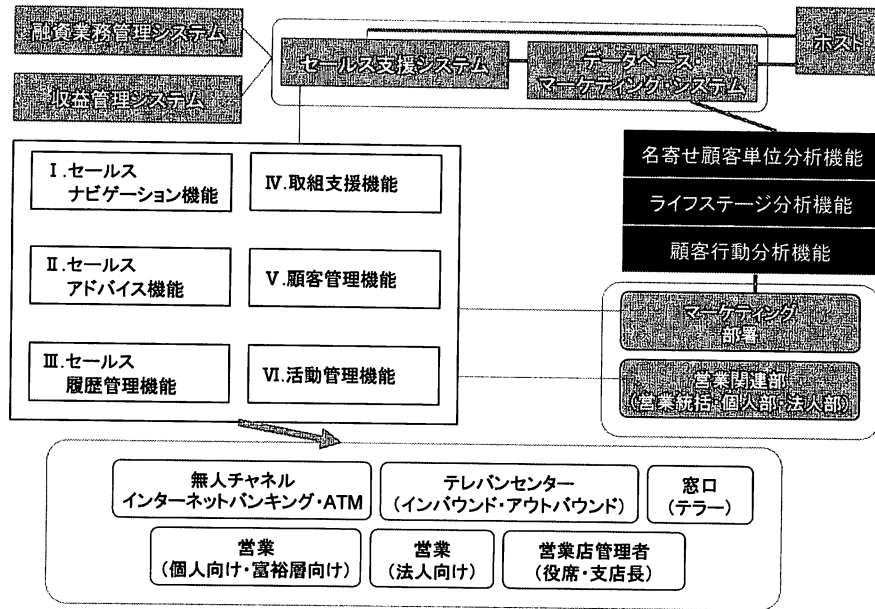 融資業務管理システム
収益管理システム
セールス支援システム
データベース・
マーケティング・システム
ホスト
名寄せ顧客単位分析機能
ライフステージ分析機能
顧客行動分析機能
Ⅰ.セールス
ナビゲーション機能
Ⅳ.取組支援機能
Ⅱ.セールス
アドバイス機能
Ⅴ.顧客管理機能
Ⅲ.セールス
履歴管理機能
Ⅵ.活動管理機能
マーケティング
部署
営業関連部
(営業統括・個人部・法人部)
無人チャネル
インターネットバンキング・ATM
テレバンセンター
(インバウンド・アウトバウンド)
窓口
(テラー)
営業
(個人向け・富裕層向け)
営業
(法人向け)
営業店管理者
(役席・支店長)